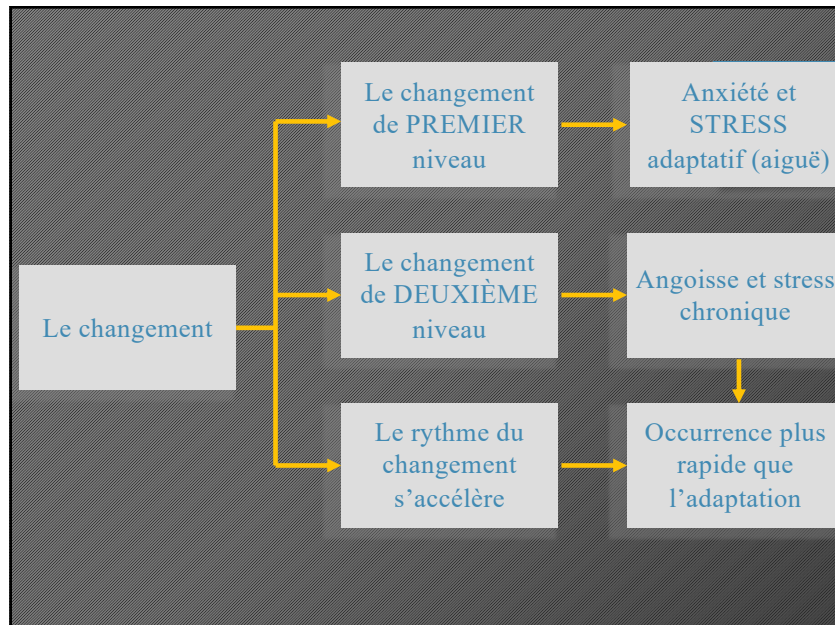 Le changement
Le changement
de PREMIER
niveau
Anxiété et
STRESS
adaptatif (aiguë)
Le changement
de DEUXIÈME
niveau
Angoisse et stress
chronique
Le rythme du
changement
s’accélère
Occurrence plus
rapide que
l’adaptation